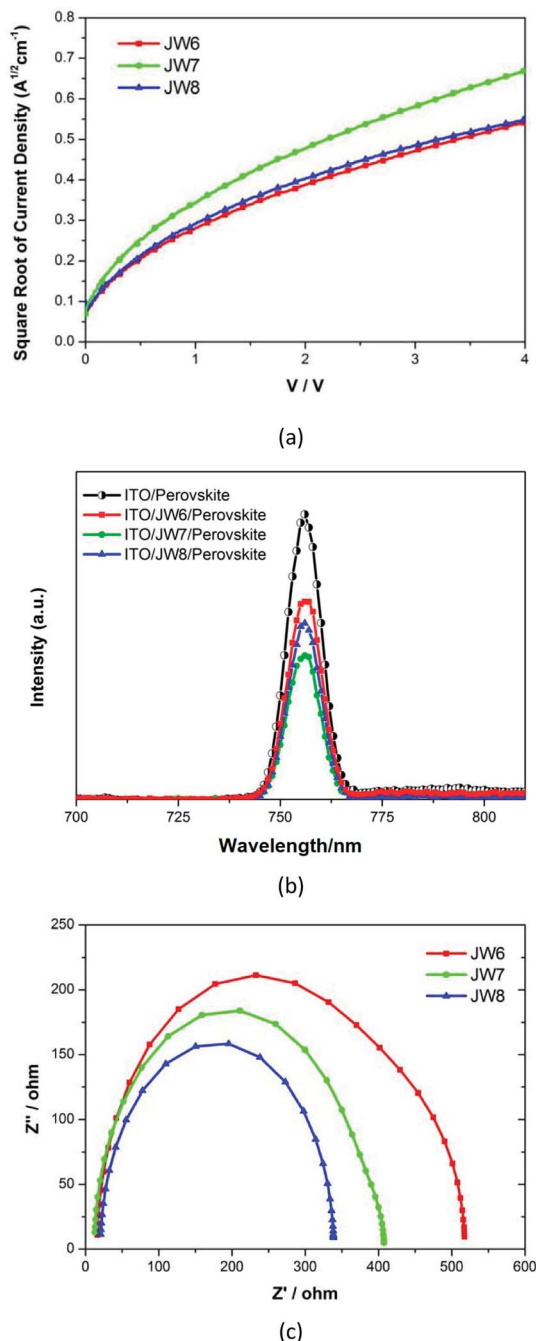 JW6
JW7
JW8
Square Root of Current Density (A¹ᐟ²cm⁻¹)
0.8
0.7
0.6
0.5
0.4
0.3
0.2
0.1
0.0
0 1 2 3 4
V / V
(a)
ITO/Perovskite
ITO/JW6/Perovskite
ITO/JW7/Perovskite
ITO/JW8/Perovskite
Intensity (a.u.)
700 725 750 775 800
Wavelength/nm
(b)
JW6
JW7
JW8
Z'' / ohm
250
200
150
100
50
0
0 100 200 300 400 500 600
Z' / ohm
(c)